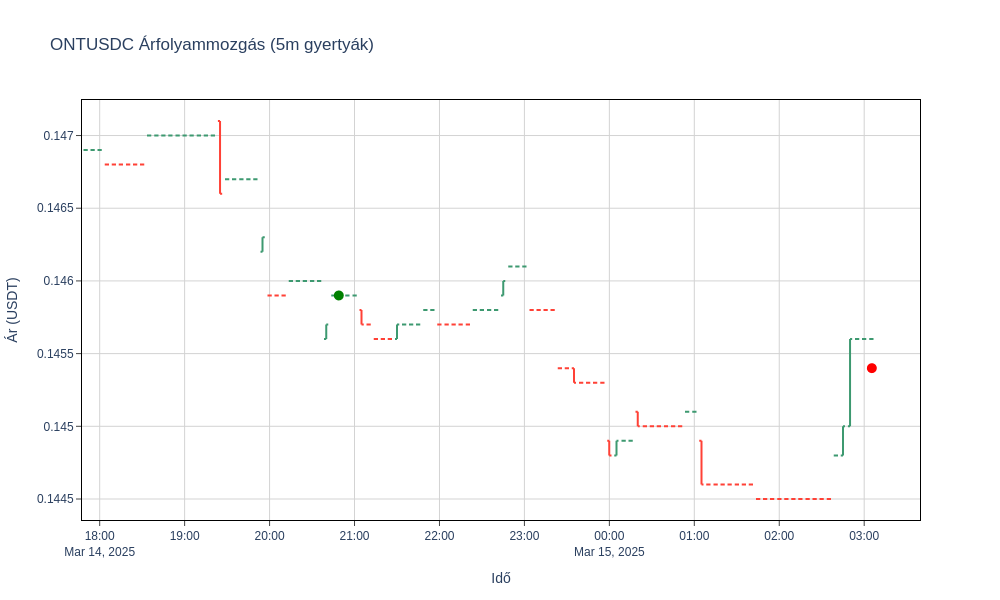 ONTUSDC Árfolyammozgás (5m gyertyák)
0.147
0.1465
0.146
0.1455
0.145
0.1445
Ár (USDT)
18:00 19:00 20:00 21:00 22:00 23:00 00:00 01:00 02:00 03:00
Mar 14, 2025 Mar 15, 2025
Idő